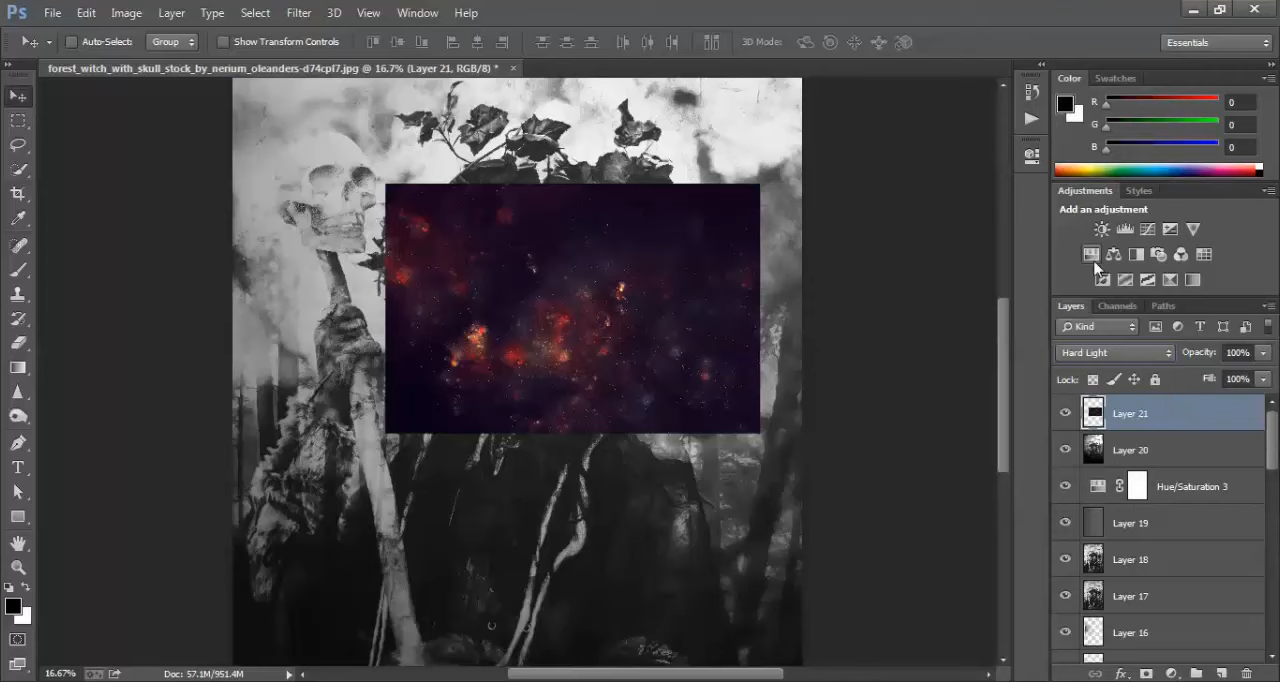 Ps File Edit Image Layer Type Select Filter 3D View Window Help
Auto-Select: Group Show Transform Controls 3D Mode: Essentials
forest_witch_with_skull_stock_by_nerium_oleanders-d74cpl7.jpg @ 16.7% (Layer 21, RGB/8) * ×
Color Swatches
R 0
G 0
B 0
Adjustments Styles
Add an adjustment
Layers Channels Paths
Kind
Hard Light Opacity: 100%
Lock: Fill: 100%
Layer 21
Layer 20
Hue/Saturation 3
Layer 19
Layer 18
Layer 17
Layer 16
16.67% Doc: 57.1M/951.4M